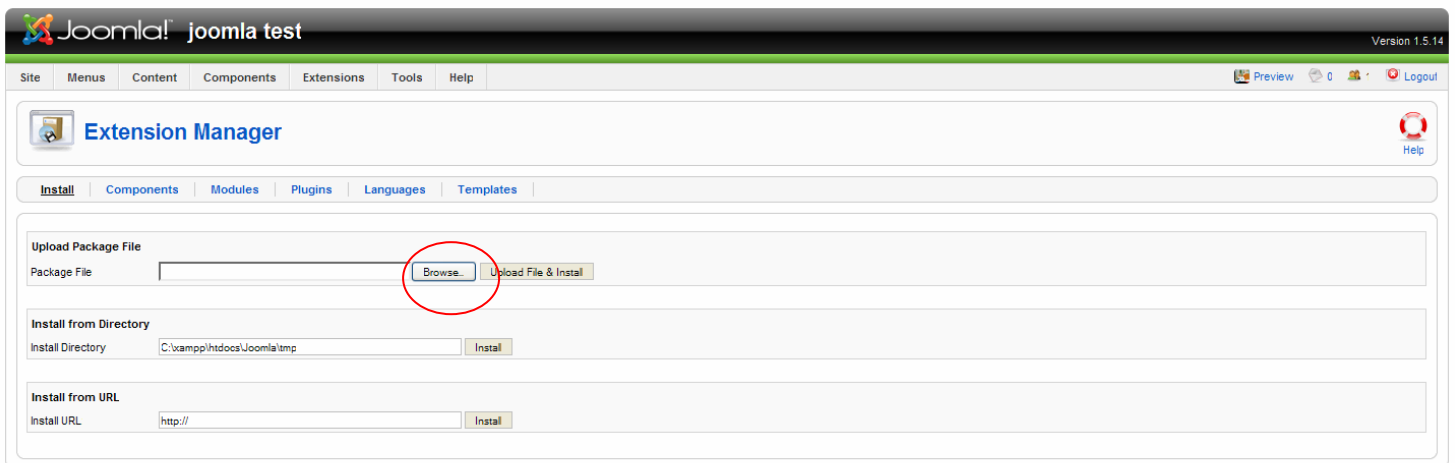 Joomla!™ joomla test
Version 1.5.14
Site Menus Content Components Extensions Tools Help Preview 0 Logout
Extension Manager
Help
Install Components Modules Plugins Languages Templates
Upload Package File
Package File Browse.. Upload File & Install
Install from Directory
Install Directory C:\xampp\htdocs\Joomla\tmp Install
Install from URL
Install URL http:// Install